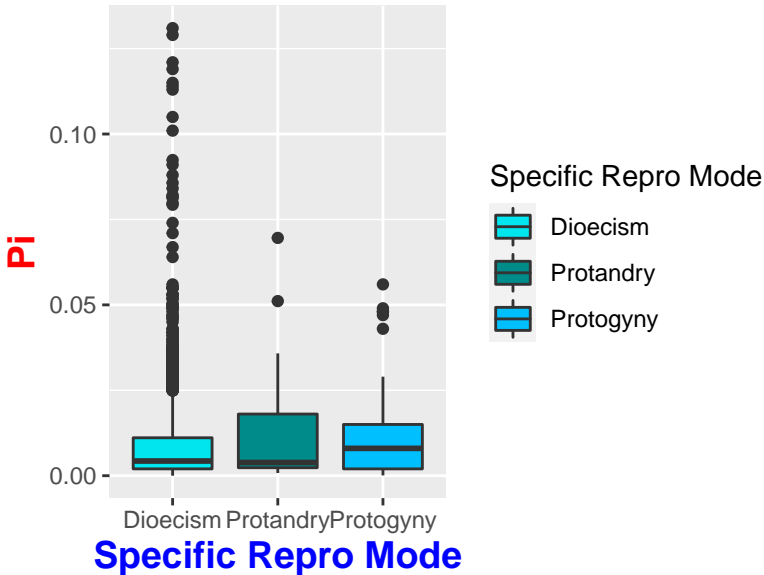 0.10
0.05
0.00
Pi
Dioecism Protandry Protogyny
Specific Repro Mode
Specific Repro Mode
Dioecism
Protandry
Protogyny